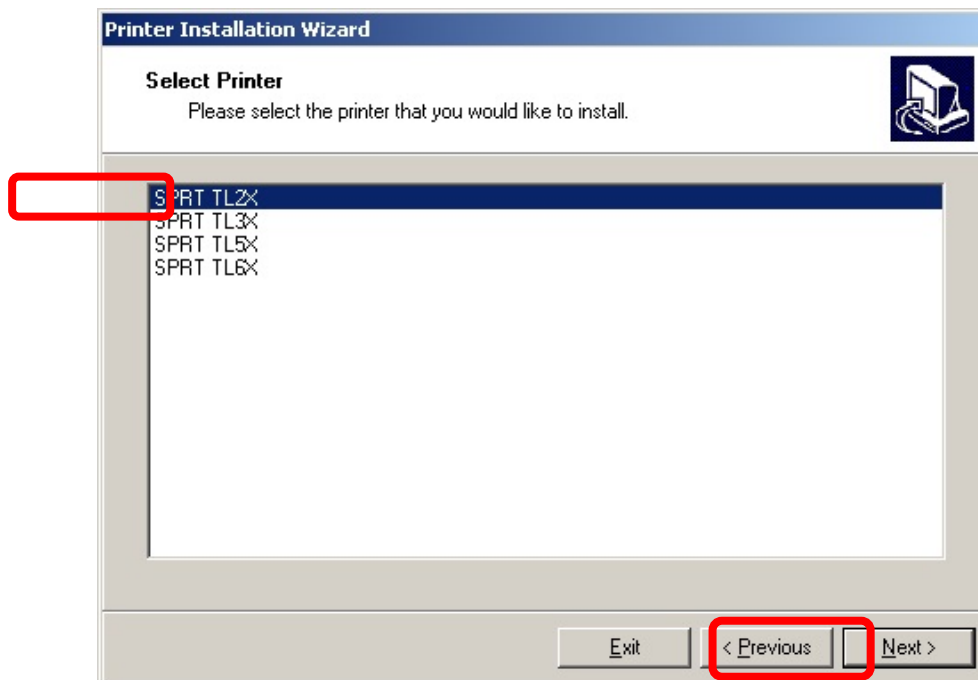 Printer Installation Wizard
Select Printer
Please select the printer that you would like to install.
SPRT TL2X
SPRT TL3X
SPRT TL5X
SPRT TL6X
Exit
< Previous
Next >